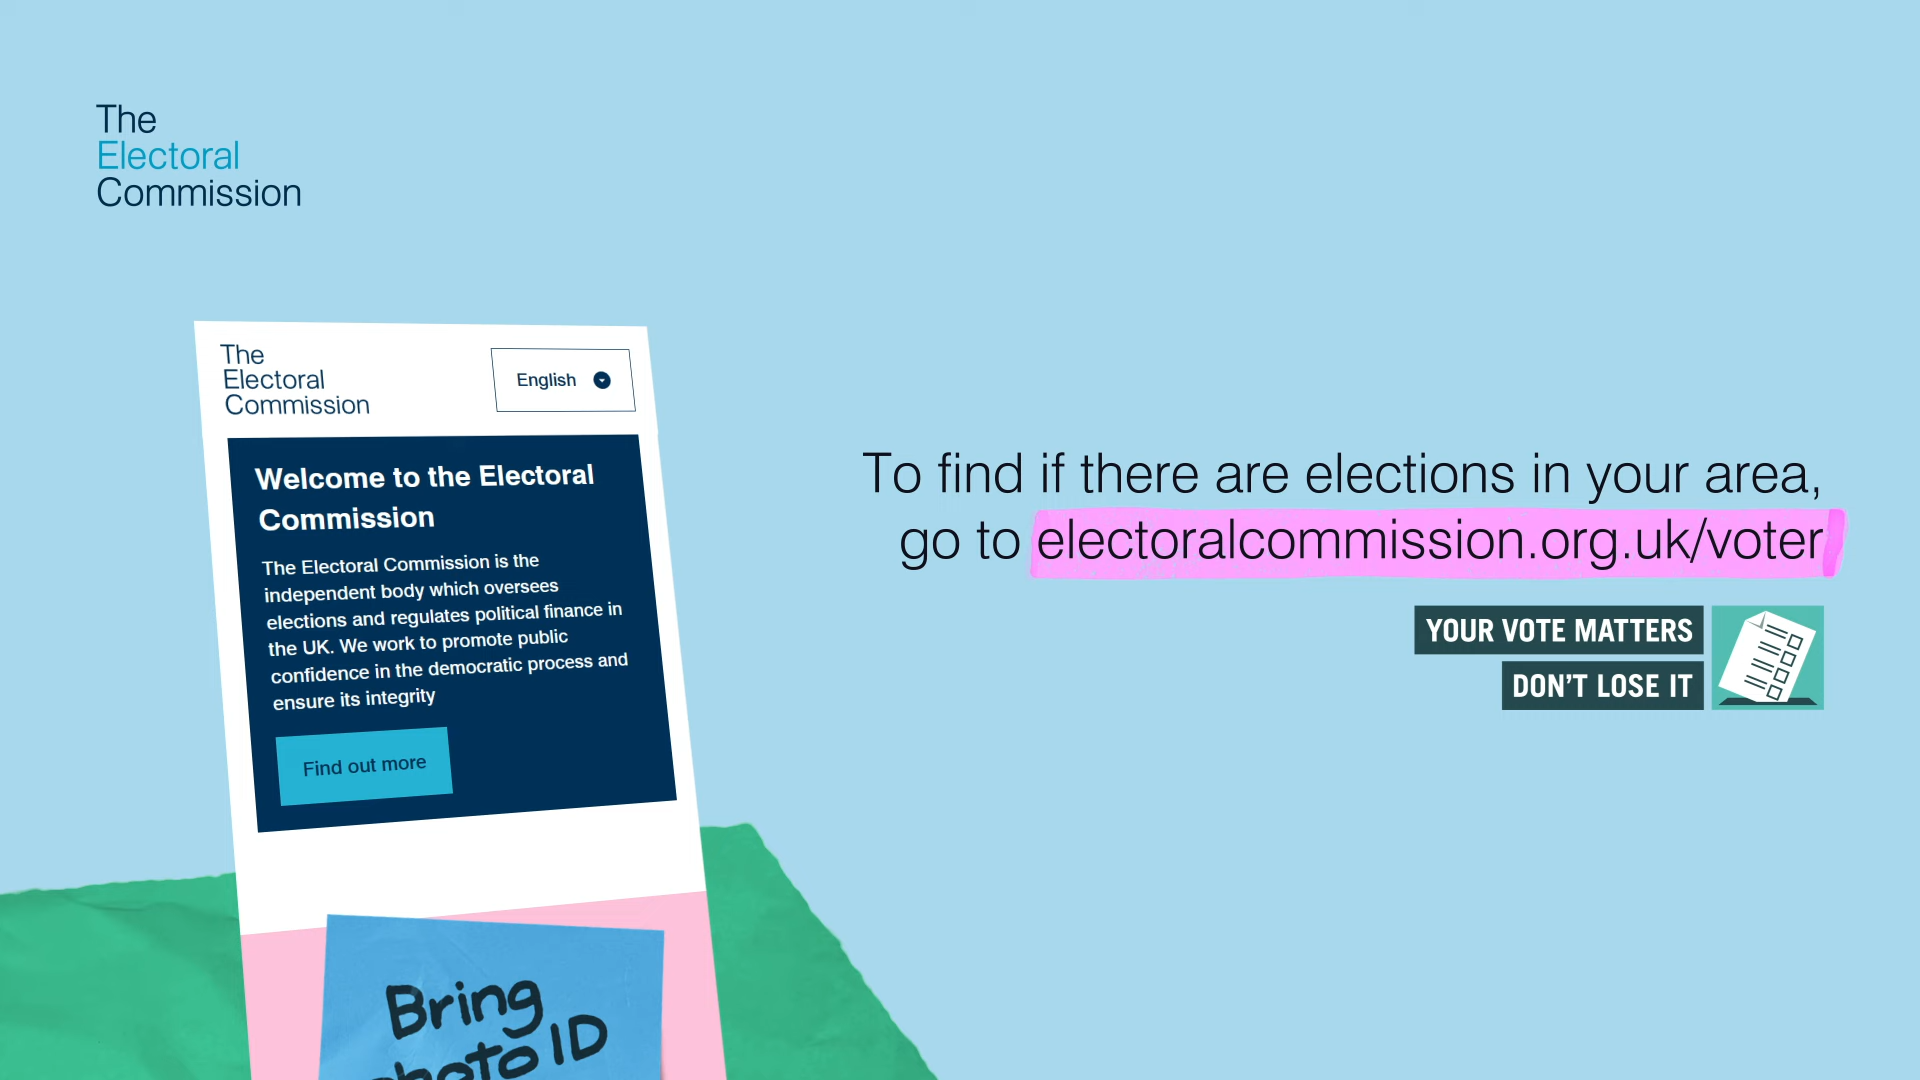 The
Electoral
Commission
The
Electoral
Commission
English
Welcome to the Electoral
Commission
The Electoral Commission is the
independent body which oversees
elections and regulates political finance in
the UK. We work to promote public
confidence in the democratic process and
ensure its integrity
Find out more
Bring
photo ID
To find if there are elections in your area,
go to electoralcommission.org.uk/voter
YOUR VOTE MATTERS
DON'T LOSE IT